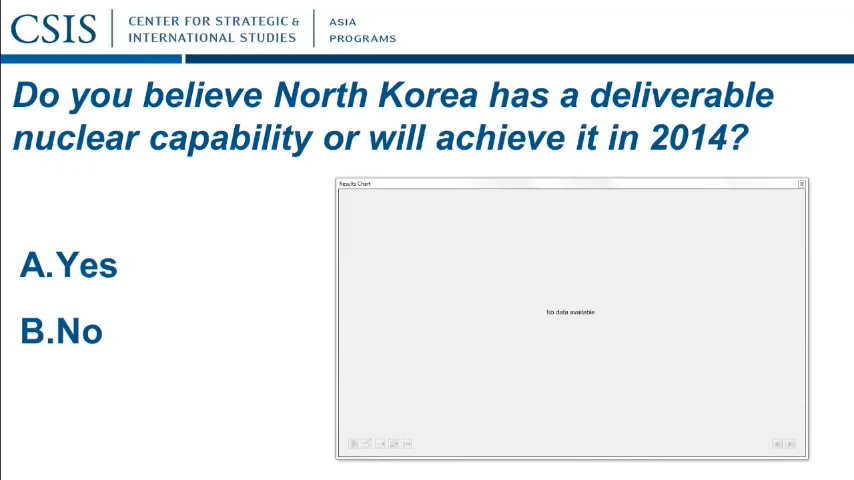 CSIS
CENTER FOR STRATEGIC &
INTERNATIONAL STUDIES
ASIA
PROGRAMS
Do you believe North Korea has a deliverable
nuclear capability or will achieve it in 2014?
Results Chart
A.Yes
No data available
B.No